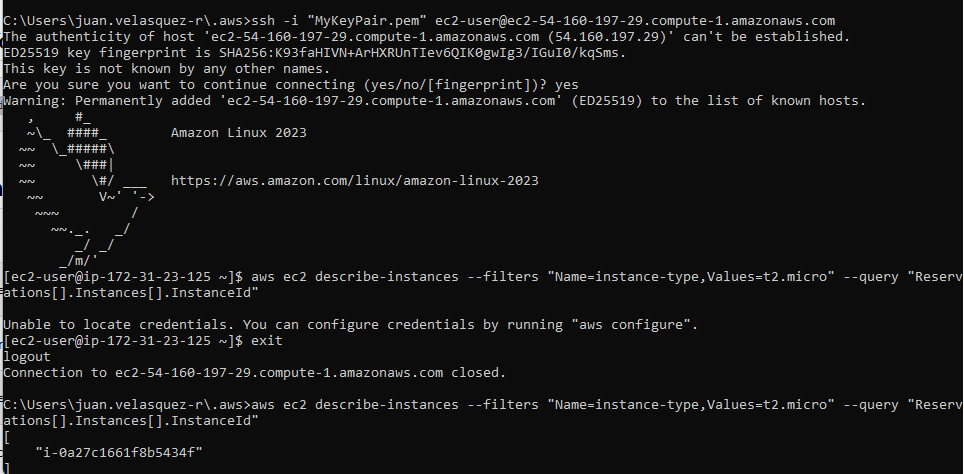 C:\Users\juan.velasquez-r\.aws>ssh -i "MyKeyPair.pem" ec2-user@ec2-54-160-197-29.compute-1.amazonaws.com
The authenticity of host 'ec2-54-160-197-29.compute-1.amazonaws.com (54.160.197.29)' can't be established.
ED25519 key fingerprint is SHA256:K93faHIVN+ArHXRUnTIev6QIK0gwIg3/IGuI0/kqSms.
This key is not known by any other names.
Are you sure you want to continue connecting (yes/no/[fingerprint])? yes
Warning: Permanently added 'ec2-54-160-197-29.compute-1.amazonaws.com' (ED25519) to the list of known hosts.
   ,     #_
   ~\_  ####_        Amazon Linux 2023
  ~~  \_#####\
  ~~     \###|
  ~~       \#/ ___   https://aws.amazon.com/linux/amazon-linux-2023
   ~~       V~' '->
    ~~~         /
      ~~._.   _/
         _/ _/
       _/m/'
[ec2-user@ip-172-31-23-125 ~]$ aws ec2 describe-instances --filters "Name=instance-type,Values=t2.micro" --query "Reserv
ations[].Instances[].InstanceId"

Unable to locate credentials. You can configure credentials by running "aws configure".
[ec2-user@ip-172-31-23-125 ~]$ exit
logout
Connection to ec2-54-160-197-29.compute-1.amazonaws.com closed.

C:\Users\juan.velasquez-r\.aws>aws ec2 describe-instances --filters "Name=instance-type,Values=t2.micro" --query "Reserv
ations[].Instances[].InstanceId"
[
    "i-0a27c1661f8b5434f"
]